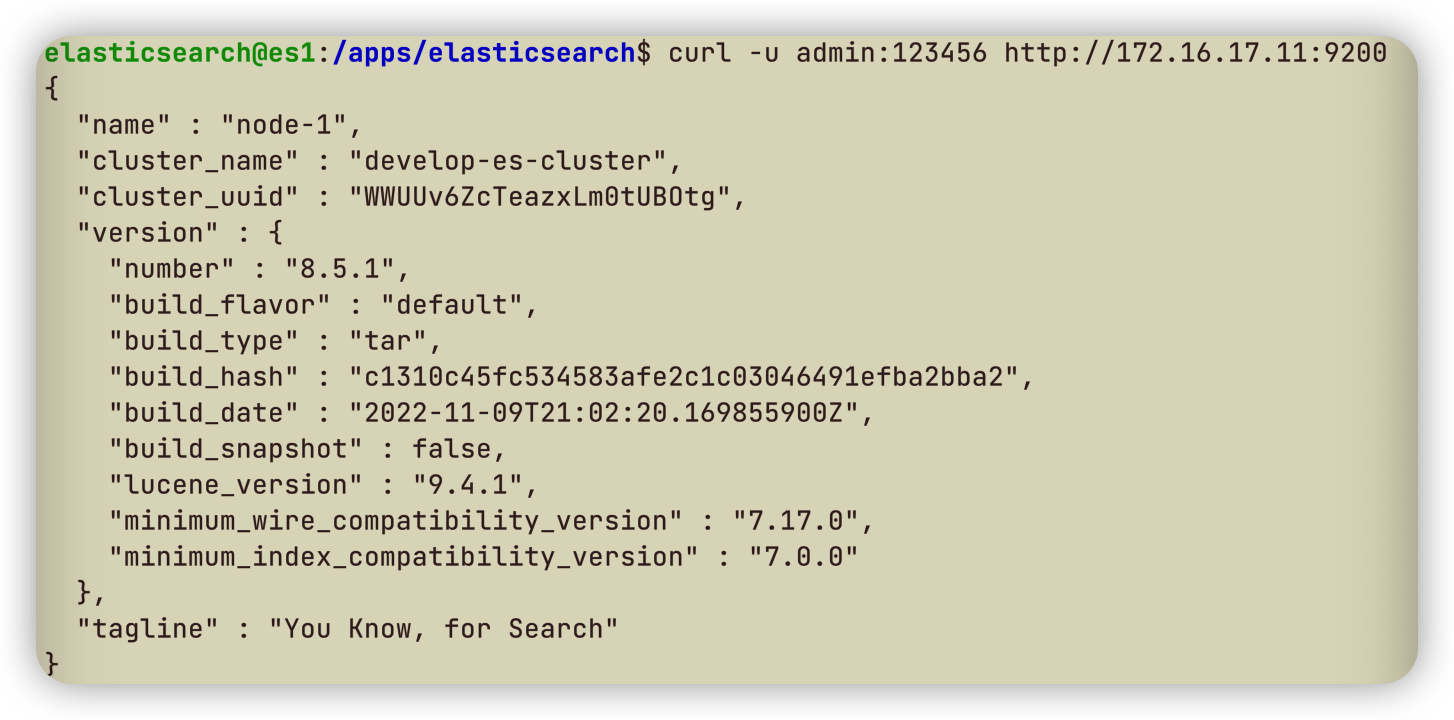 elasticsearch@es1:/apps/elasticsearch$ curl -u admin:123456 http://172.16.17.11:9200
{
  "name" : "node-1",
  "cluster_name" : "develop-es-cluster",
  "cluster_uuid" : "WWUUv6ZcTeazxLm0tUBOtg",
  "version" : {
    "number" : "8.5.1",
    "build_flavor" : "default",
    "build_type" : "tar",
    "build_hash" : "c1310c45fc534583afe2c1c03046491efba2bba2",
    "build_date" : "2022-11-09T21:02:20.169855900Z",
    "build_snapshot" : false,
    "lucene_version" : "9.4.1",
    "minimum_wire_compatibility_version" : "7.17.0",
    "minimum_index_compatibility_version" : "7.0.0"
  },
  "tagline" : "You Know, for Search"
}